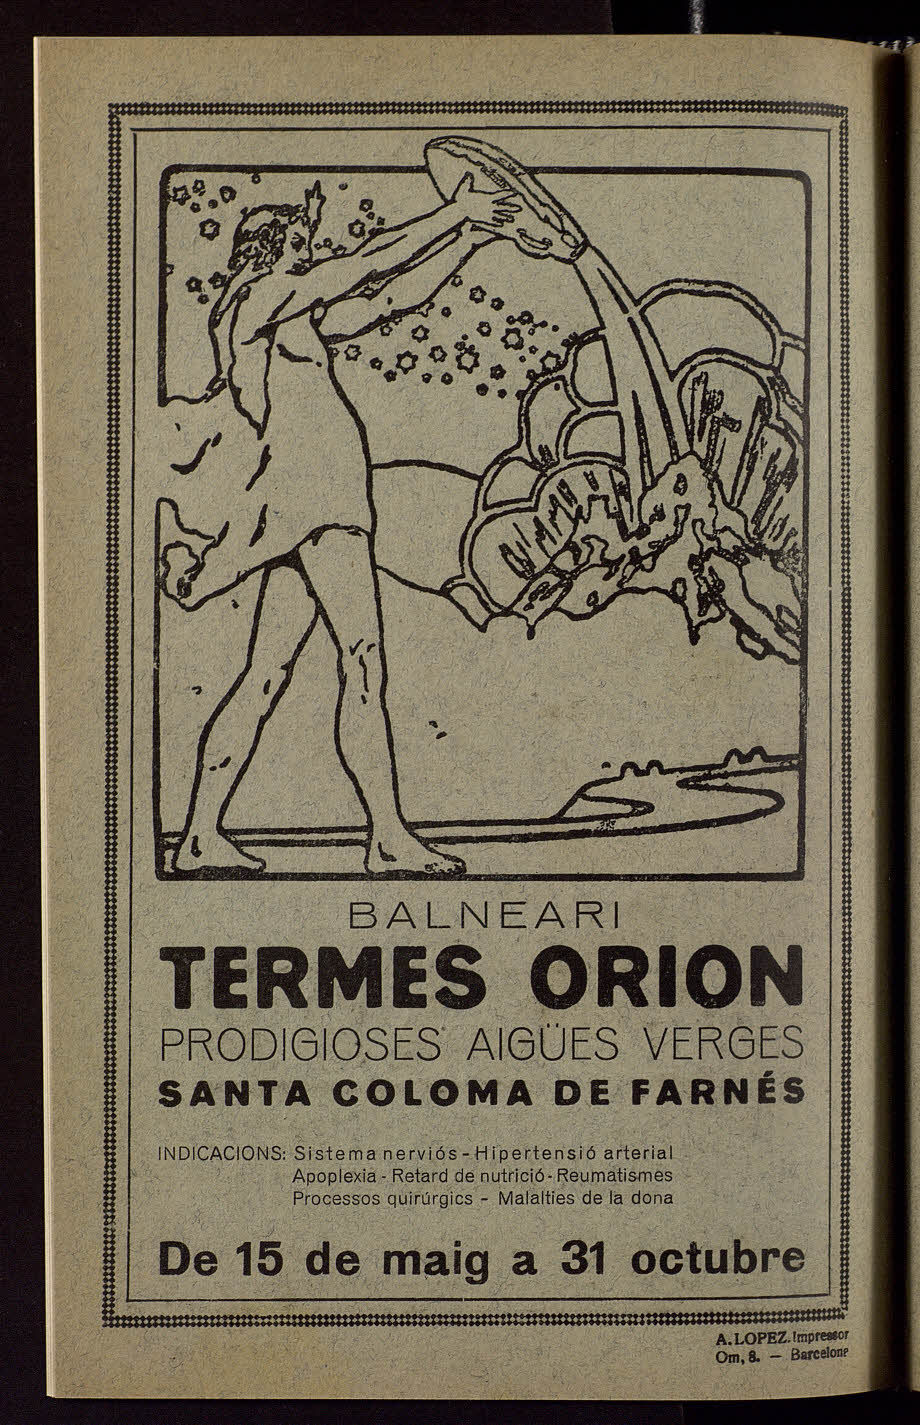 BALNEARI
TERMES ORION
PRODIGIOSES AIGÜES VERGES
SANTA COLOMA DE FARNÉS
INDICACIONS: Sistema nerviós - Hipertensió arterial
Apoplexia - Retard de nutrició - Reumatismes
Processos quirúrgics - Malalties de la dona
De 15 de maig a 31 octubre
A. LOPEZ. Impressor
Om, 8. — Barcelone